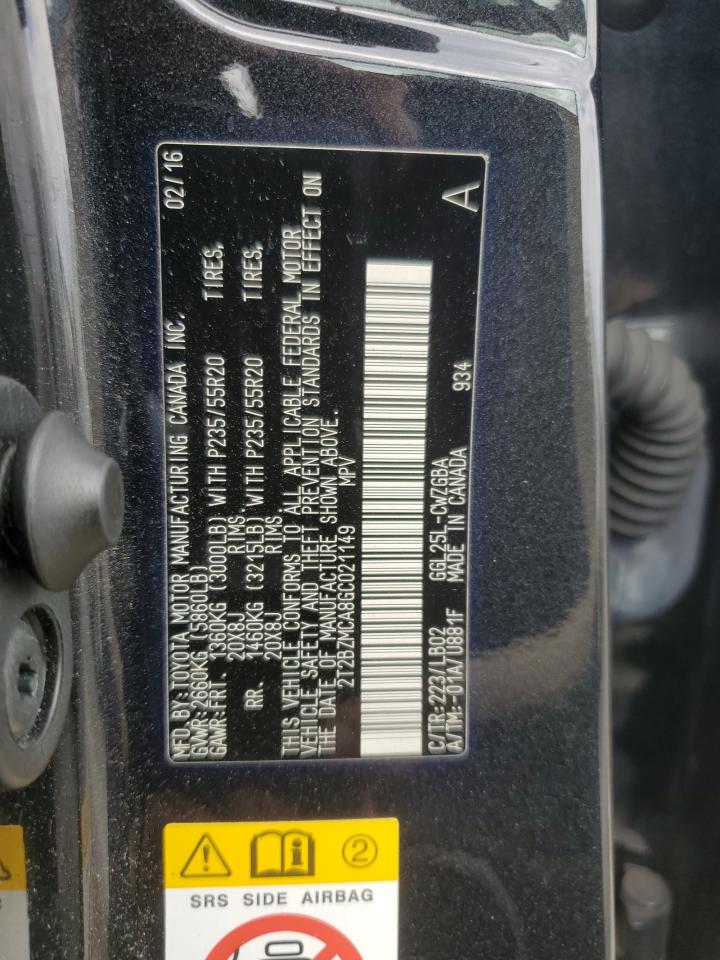 MFD.BY:TOYOTA MOTOR MANUFACTURING CANADA INC. 02/16
GVWR:2660KG (5860LB)
GAWR:FRT. 1360KG (3000LB) WITH P235/55R20 TIRES,
20X8J RIMS
RR. 1460KG (3215LB) WITH P235/55R20 TIRES,
20X8J RIMS
THIS VEHICLE CONFORMS TO ALL APPLICABLE FEDERAL MOTOR
VEHICLE SAFETY AND THEFT PREVENTION STANDARDS IN EFFECT ON
THE DATE OF MANUFACTURE SHOWN ABOVE.
2T2BZMCA8GC021149 MPV
C/TR:223/LB02 GGL25L-CWZGBA
A/TM:-01A/U881F MADE IN CANADA 934 A
2
SRS SIDE AIRBAG